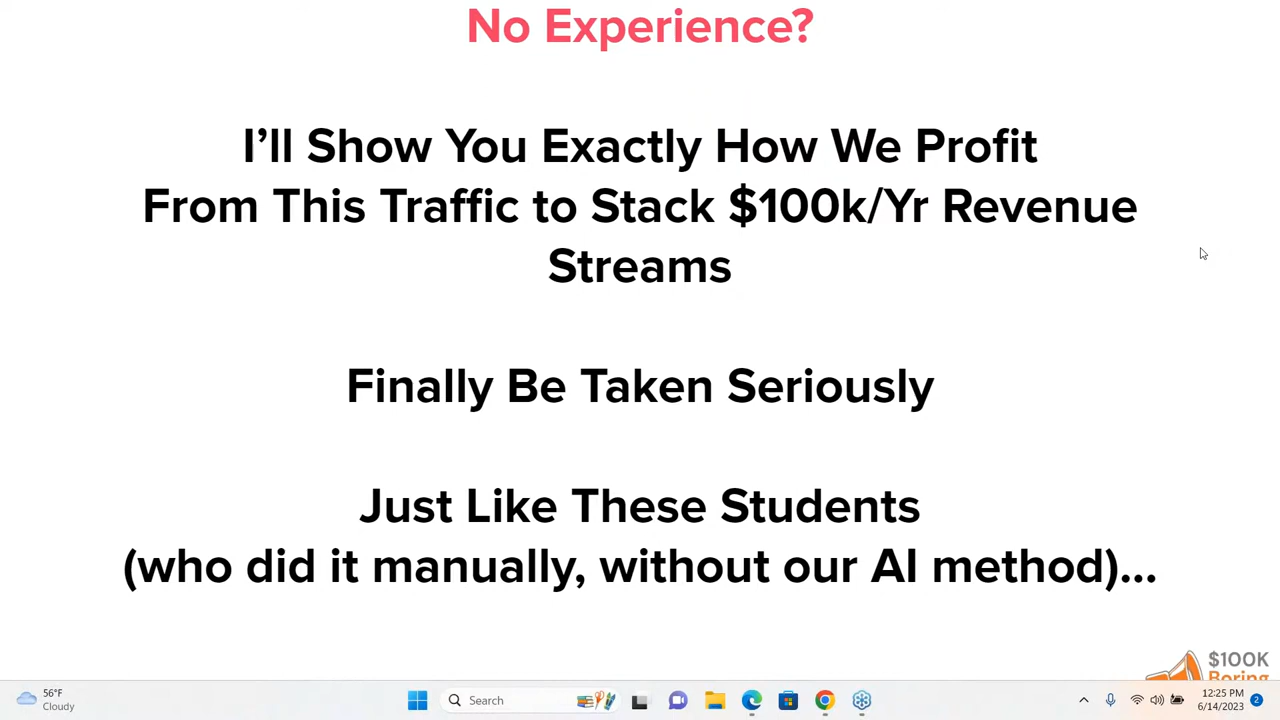 No Experience?
I’ll Show You Exactly How We Profit
From This Traffic to Stack $100k/Yr Revenue
Streams
Finally Be Taken Seriously
Just Like These Students
(who did it manually, without our AI method)...
$100K
Boring
56°F
Cloudy
Search
12:25 PM
6/14/2023
2